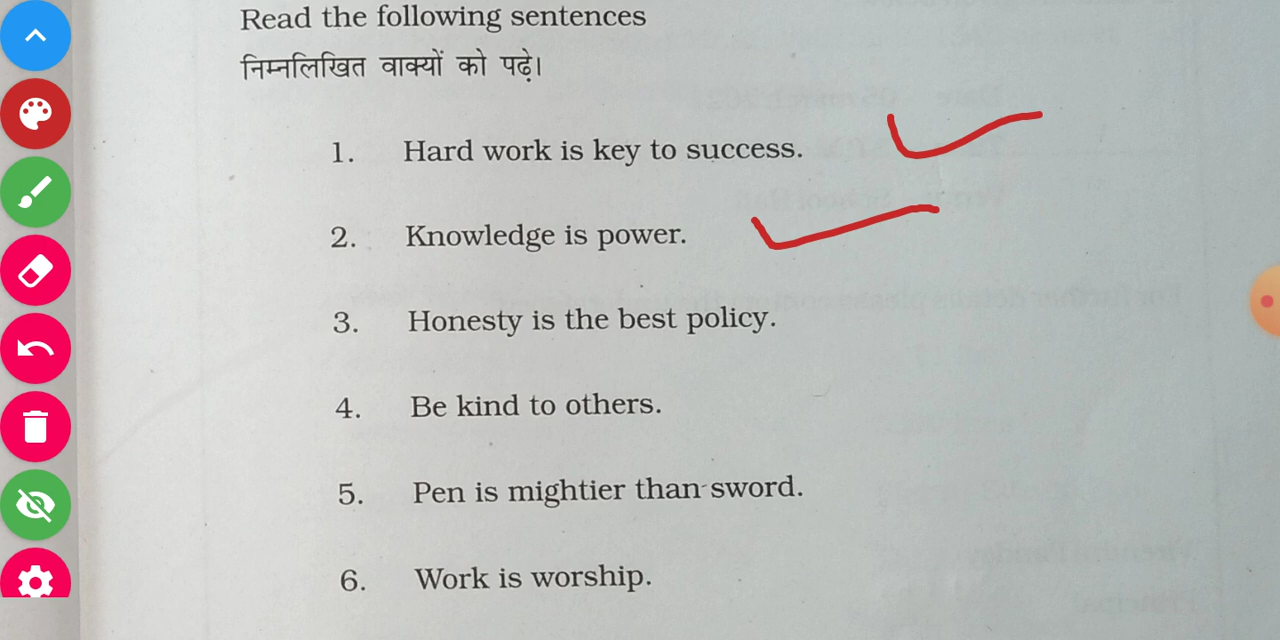 Read the following sentences
निम्नलिखित वाक्यों को पढ़े।
1. Hard work is key to success.
2. Knowledge is power.
3. Honesty is the best policy.
4. Be kind to others.
5. Pen is mightier than sword.
6. Work is worship.